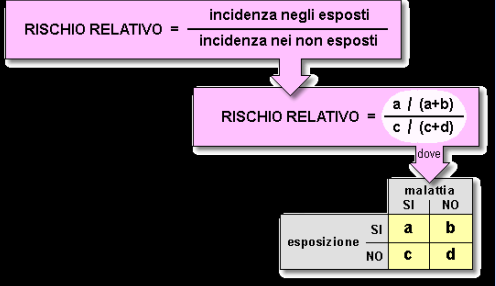 incidenza negli esposti
RISCHIO RELATIVO =
incidenza nei non esposti
a / (a+b)
RISCHIO RELATIVO =
c / (c+d)
dove
malattia
SI NO
SI a b
esposizione
NO c d